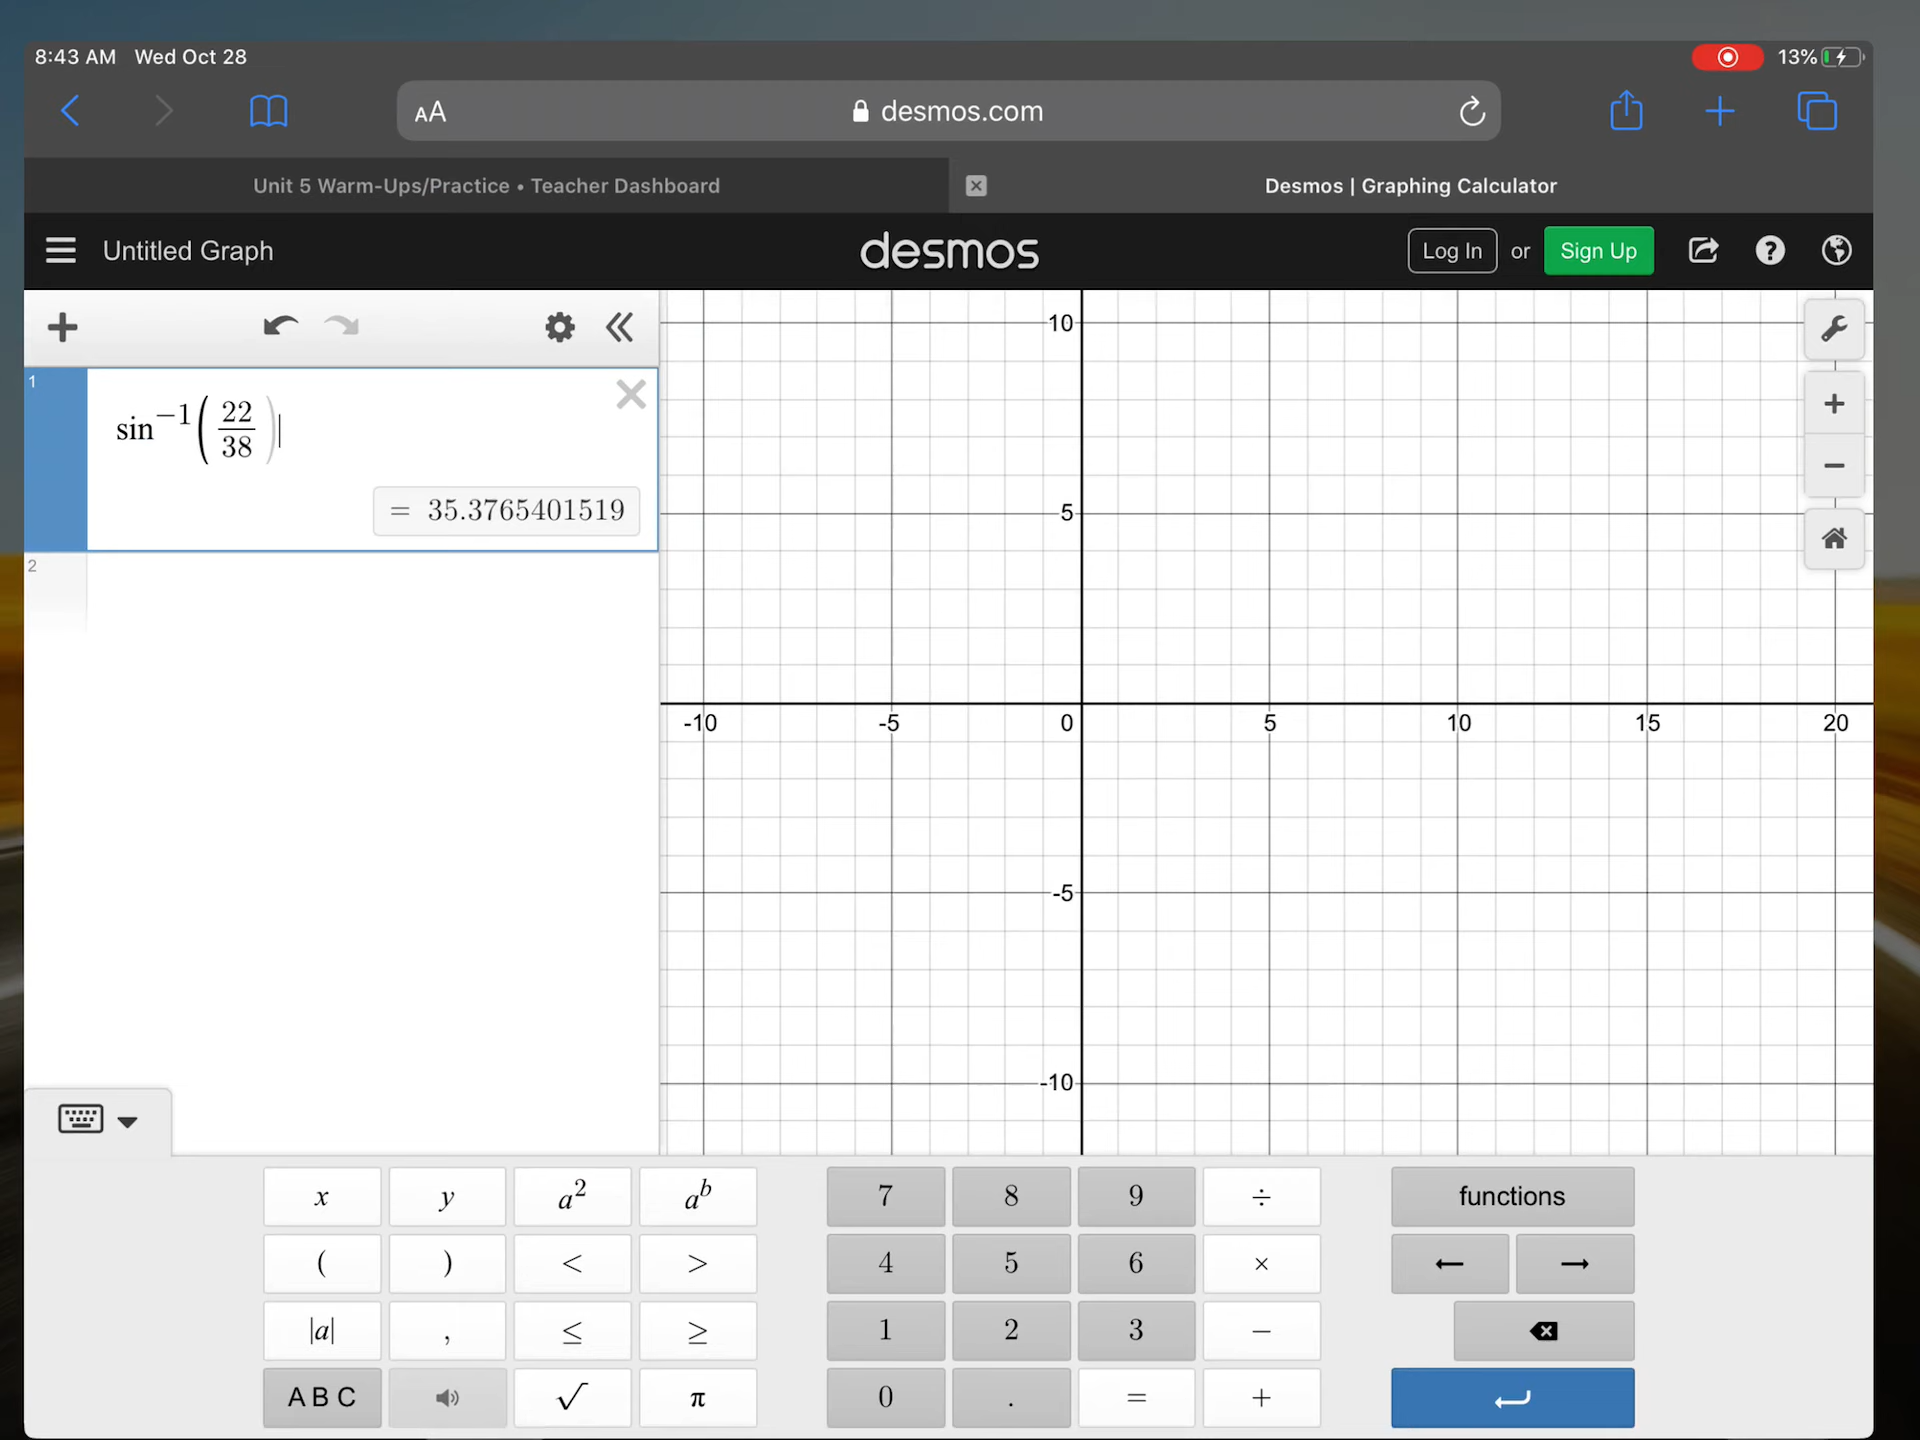 8:43 AM Wed Oct 28
13%
AA
desmos.com
Unit 5 Warm-Ups/Practice • Teacher Dashboard
Desmos | Graphing Calculator
Untitled Graph
desmos
Log In or Sign Up
?
1
sin⁻¹(22/38)
= 35.3765401519
2
10
5
-10 -5 0 5 10 15 20
-5
-10
+
−
x y a² aᵇ 7 8 9 ÷ functions
( ) < > 4 5 6 × ← →
|a| , ≤ ≥ 1 2 3 −
A B C √ π 0 . = +